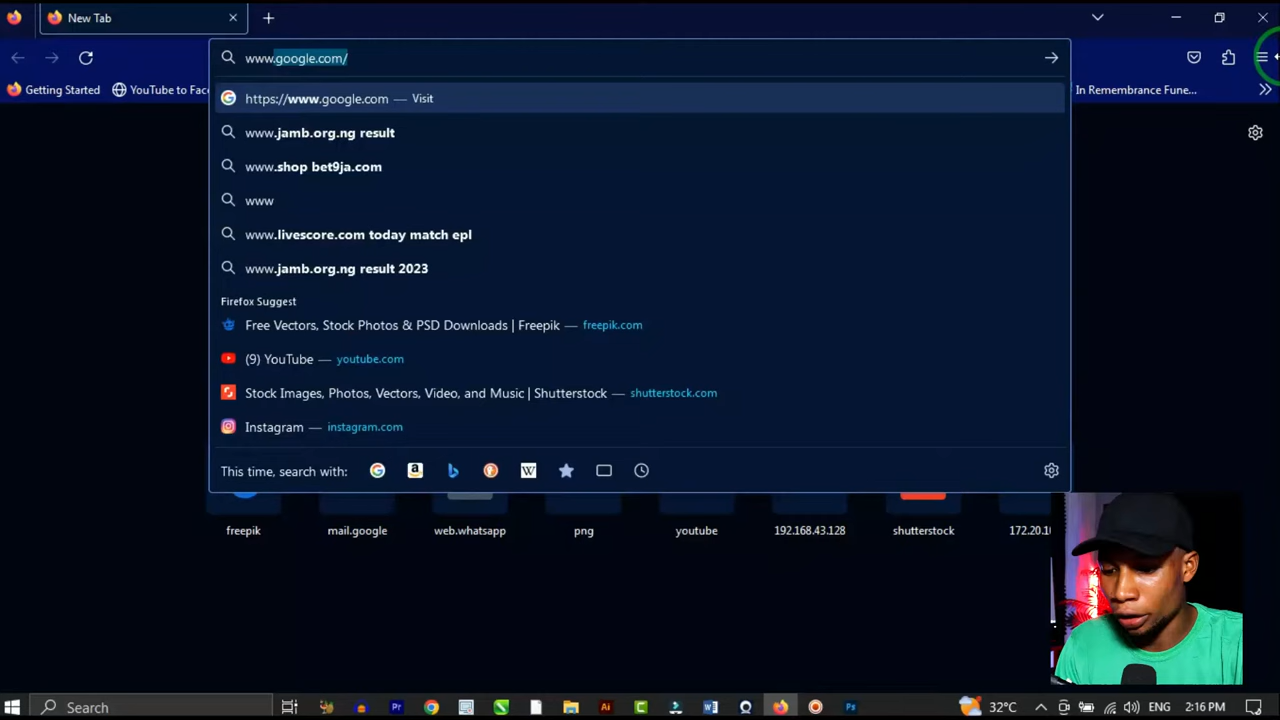 New Tab
www.google.com/
Getting Started
YouTube to Fac
In Remembrance Fune...
https://www.google.com — Visit
www.jamb.org.ng result
www.shop bet9ja.com
www
www.livescore.com today match epl
www.jamb.org.ng result 2023
Firefox Suggest
Free Vectors, Stock Photos & PSD Downloads | Freepik — freepik.com
(9) YouTube — youtube.com
Stock Images, Photos, Vectors, Video, and Music | Shutterstock — shutterstock.com
Instagram — instagram.com
This time, search with:
freepik
mail.google
web.whatsapp
png
youtube
192.168.43.128
shutterstock
172.20.10
Search
32°C
ENG
2:16 PM